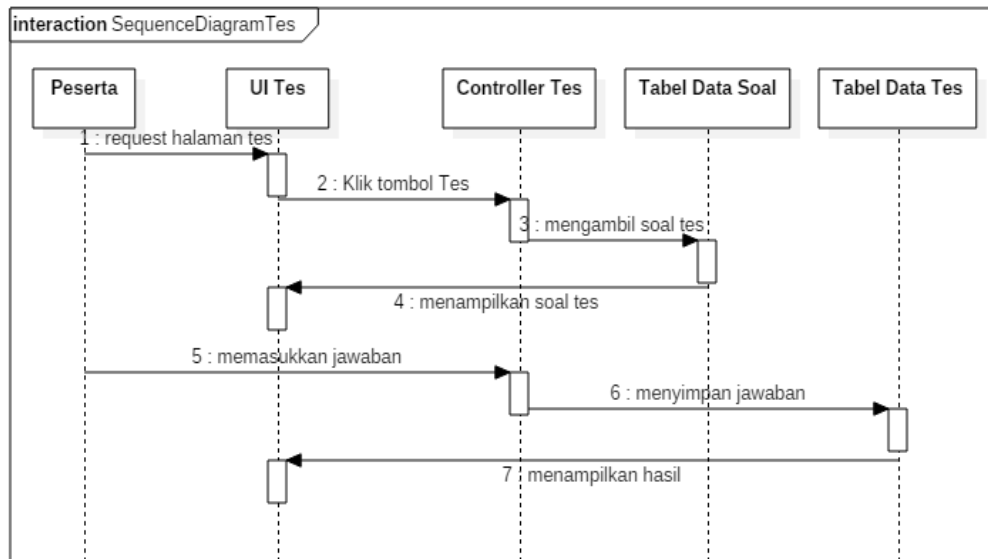 interaction SequenceDiagramTes
Peserta
UI Tes
Controller Tes
Tabel Data Soal
Tabel Data Tes
1 : request halaman tes
2 : Klik tombol Tes
3 : mengambil soal tes
4 : menampilkan soal tes
5 : memasukkan jawaban
6 : menyimpan jawaban
7 : menampilkan hasil